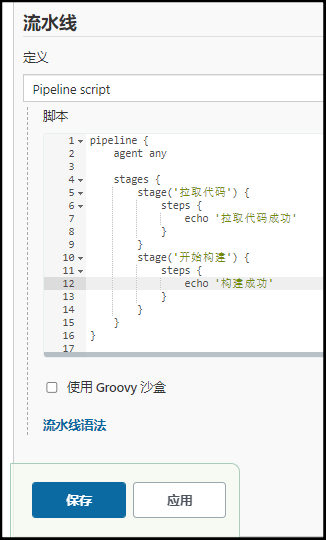 流水线
定义
Pipeline script
脚本
1 pipeline {
2     agent any
3
4     stages {
5         stage('拉取代码') {
6             steps {
7                 echo '拉取代码成功'
8             }
9         }
10         stage('开始构建') {
11             steps {
12                 echo '构建成功'
13             }
14         }
15     }
16 }
17
使用 Groovy 沙盒
流水线语法
保存 应用